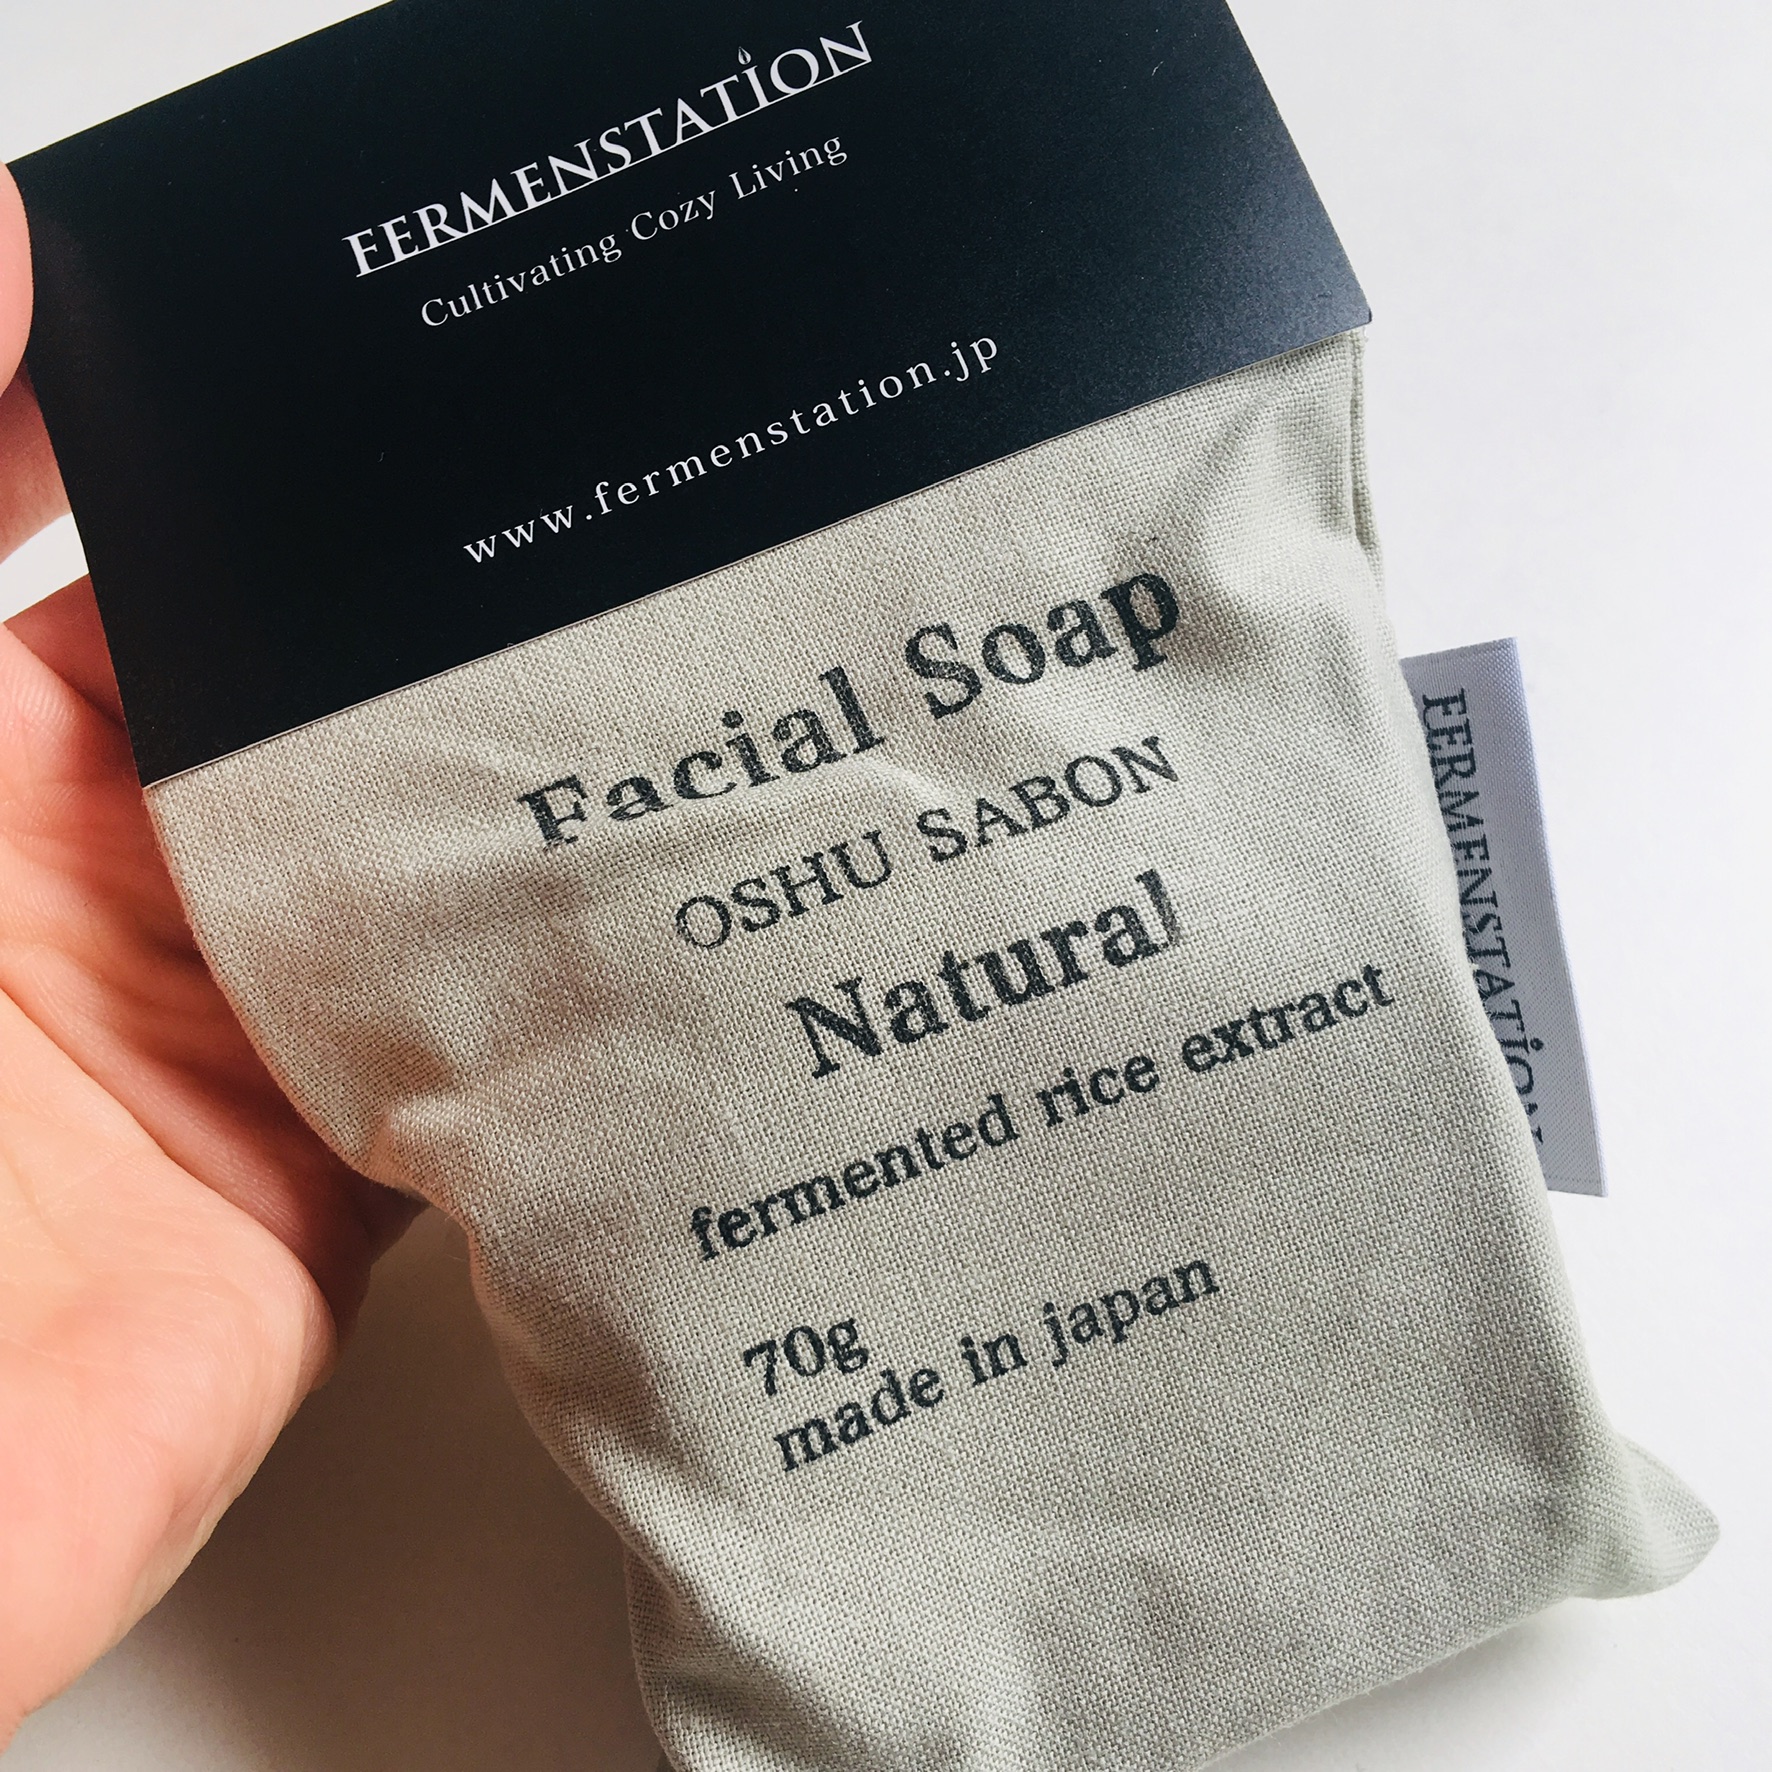 FERMENSTATION
Cultivating Cozy Living
www.fermenstation.jp
Facial Soap
OSHU SABON
Natural
fermented rice extract
70g
made in japan
FERMENSTATION